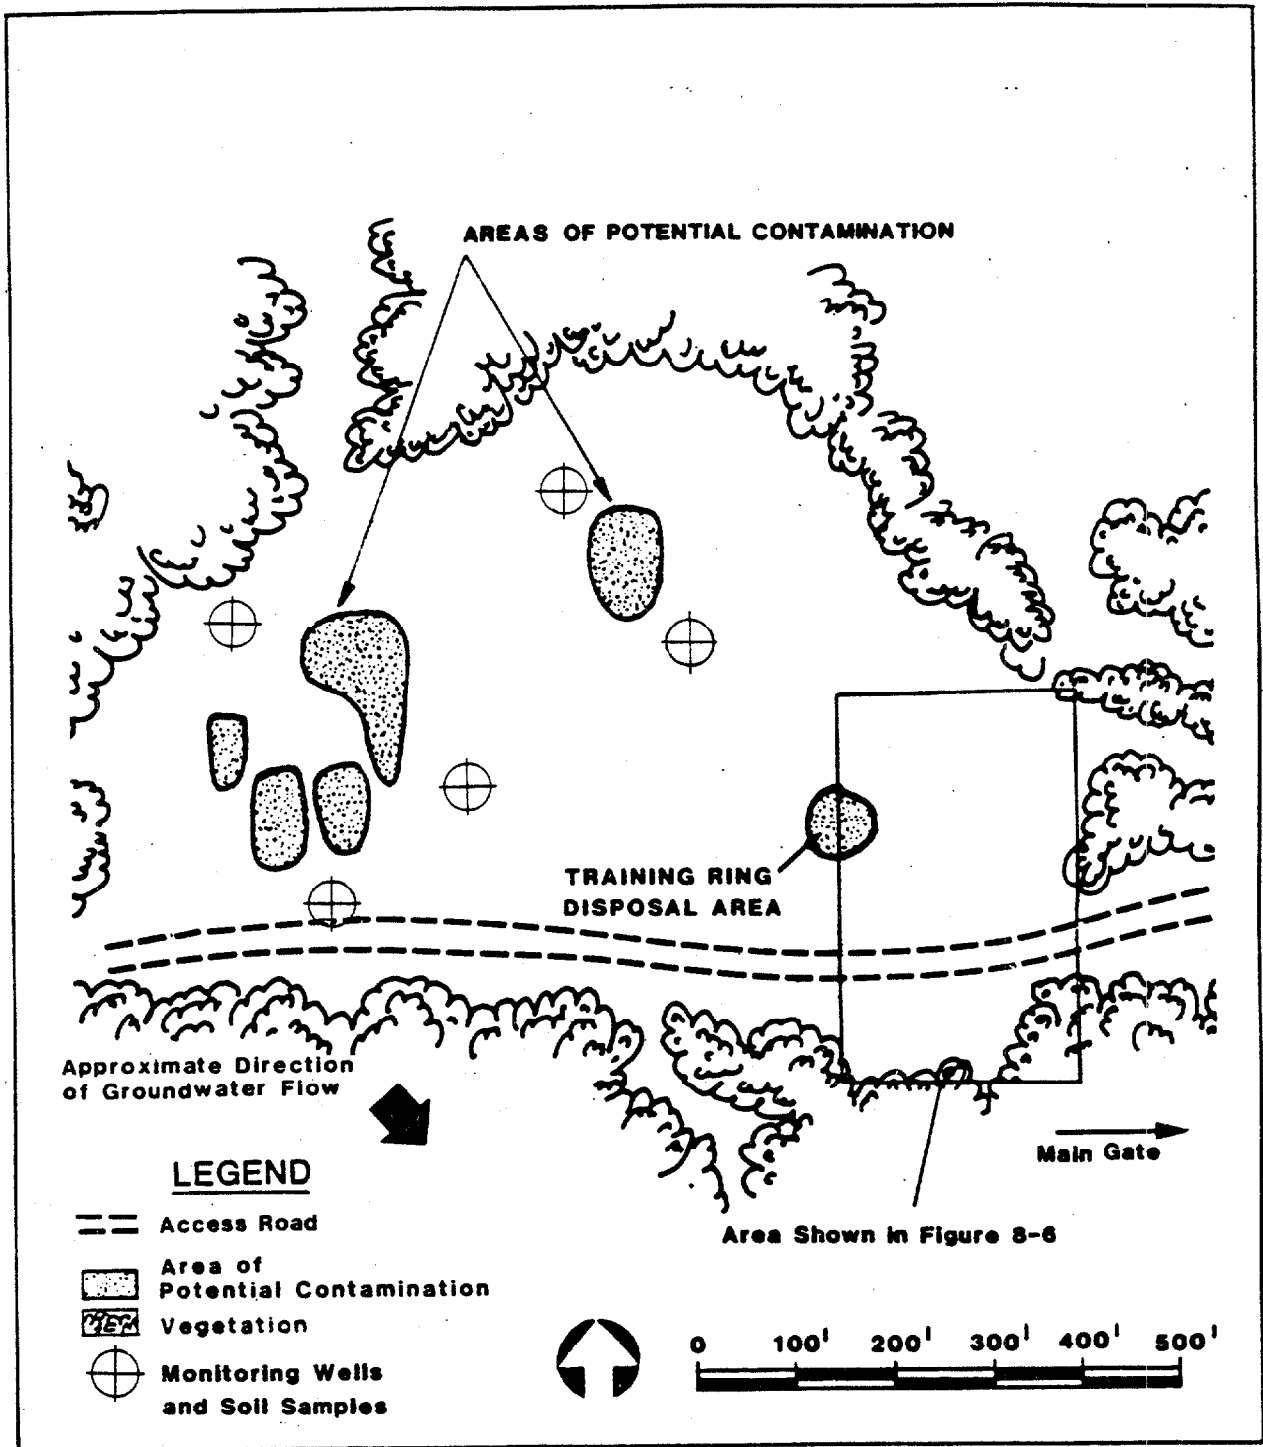 AREAS OF POTENTIAL CONTAMINATION
TRAINING RING
DISPOSAL AREA
Approximate Direction
of Groundwater Flow
Main Gate
Area Shown in Figure 8-6
LEGEND
Access Road
Area of
Potential Contamination
Vegetation
Monitoring Wells
and Soil Samples
0 100' 200' 300' 400' 500'